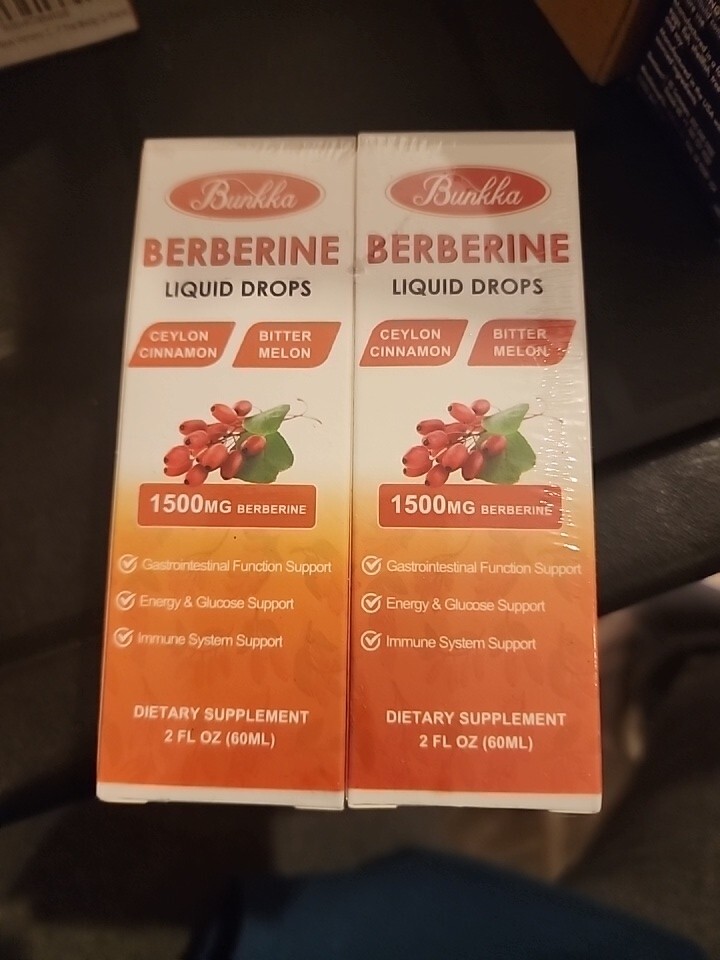 Bunkka
BERBERINE
LIQUID DROPS
CEYLON
CINNAMON
BITTER
MELON
1500MG BERBERINE
Gastrointestinal Function Support
Energy & Glucose Support
Immune System Support
DIETARY SUPPLEMENT
2 FL OZ (60ML)
Bunkka
BERBERINE
LIQUID DROPS
CEYLON
CINNAMON
BITTER
MELON
1500MG BERBERINE
Gastrointestinal Function Support
Energy & Glucose Support
Immune System Support
DIETARY SUPPLEMENT
2 FL OZ (60ML)